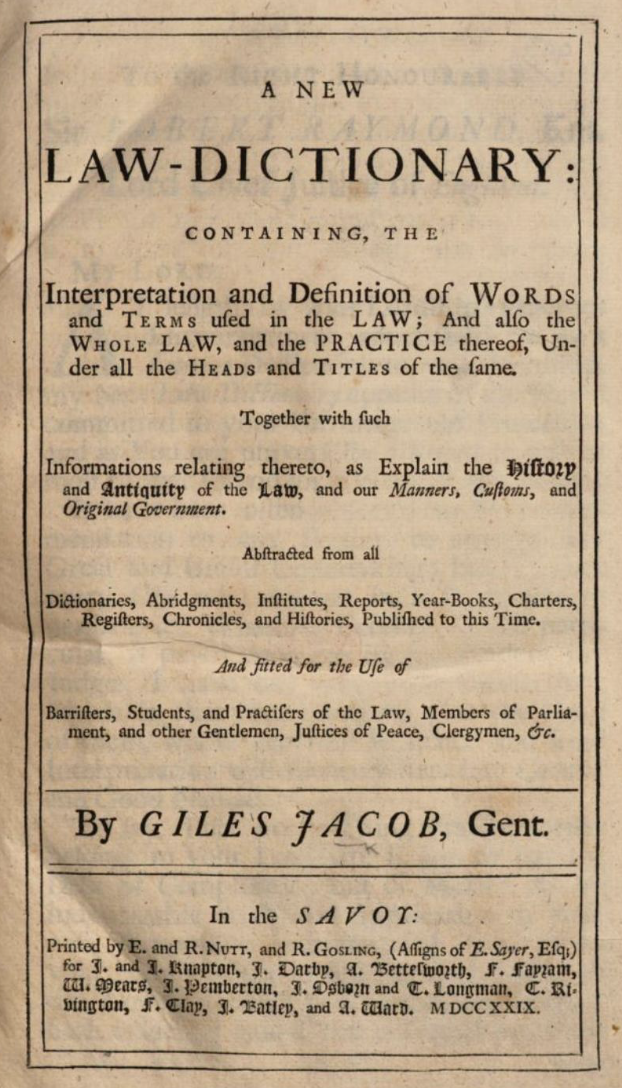 A NEW
LAW-DICTIONARY:
CONTAINING, THE
Interpretation and Definition of WORDS
and TERMS uſed in the LAW; And alſo the
WHOLE LAW, and the PRACTICE thereof, Un-
der all the HEADS and TITLES of the ſame.
Together with ſuch
Informations relating thereto, as Explain the Hiſtory
and Antiquity of the Law, and our Manners, Cuſtoms, and
Original Government.
Abſtracted from all
Dictionaries, Abridgments, Inſtitutes, Reports, Year-Books, Charters,
Regiſters, Chronicles, and Hiſtories, Publiſhed to this Time.
And fitted for the Uſe of
Barriſters, Students, and Practiſers of the Law, Members of Parlia-
ment, and other Gentlemen, Juſtices of Peace, Clergymen, &c.
By GILES JACOB, Gent.
In the SAVOY:
Printed by E. and R. NUTT, and R. GOSLING, (Aſſigns of E. Sayer, Eſq;)
for J. and J. Knapton, J. Darby, A. Betteſworth, F. Fayram,
W. Mears, J. Pemberton, J. Osborn and T. Longman, C. Ri-
vington, F. Clay, J. Batley, and A. Ward. MDCCXXIX.